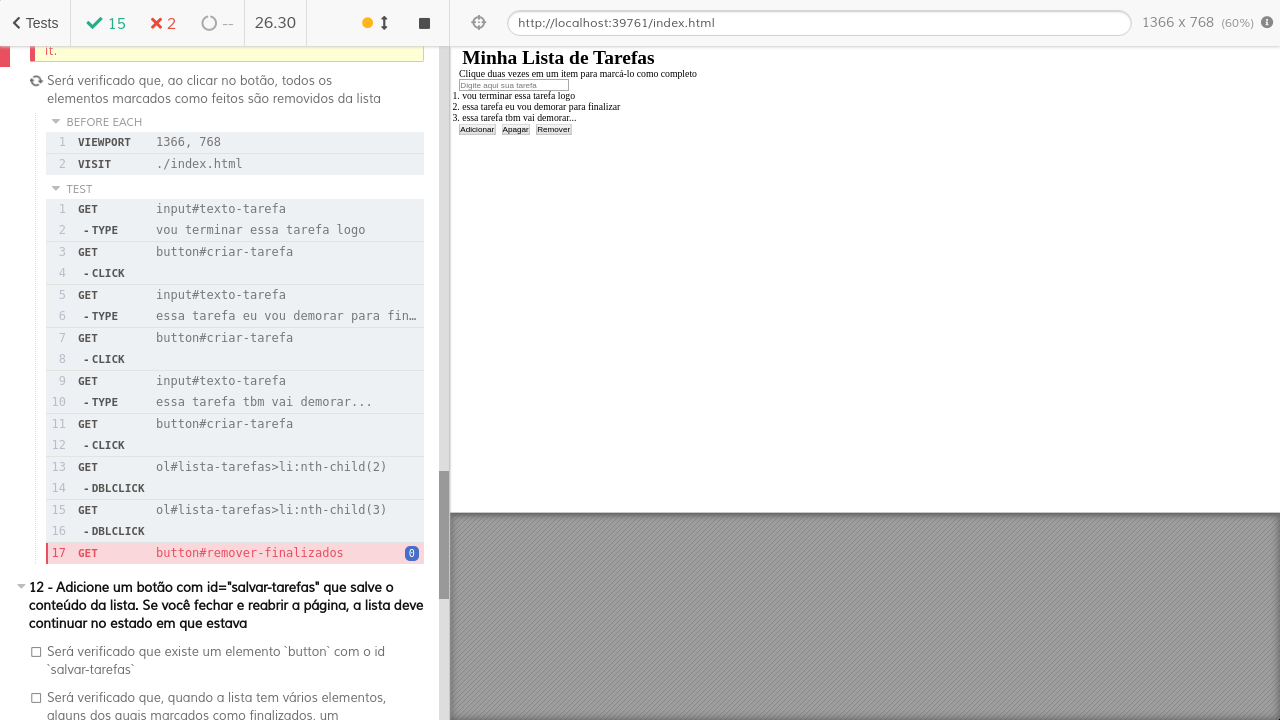 Tests
15
2
--
26.30
http://localhost:39761/index.html
1366 x 768 (60%)
it.
Será verificado que, ao clicar no botão, todos os
elementos marcados como feitos são removidos da lista
BEFORE EACH
1 VIEWPORT 1366, 768
2 VISIT ./index.html
TEST
1 GET input#texto-tarefa
2 -TYPE vou terminar essa tarefa logo
3 GET button#criar-tarefa
4 -CLICK
5 GET input#texto-tarefa
6 -TYPE essa tarefa eu vou demorar para fin…
7 GET button#criar-tarefa
8 -CLICK
9 GET input#texto-tarefa
10 -TYPE essa tarefa tbm vai demorar...
11 GET button#criar-tarefa
12 -CLICK
13 GET ol#lista-tarefas>li:nth-child(2)
14 -DBLCLICK
15 GET ol#lista-tarefas>li:nth-child(3)
16 -DBLCLICK
17 GET button#remover-finalizados 0
12 - Adicione um botão com id="salvar-tarefas" que salve o
conteúdo da lista. Se você fechar e reabrir a página, a lista deve
continuar no estado em que estava
Será verificado que existe um elemento `button` com o id
`salvar-tarefas`
Será verificado que, quando a lista tem vários elementos,
alguns dos quais marcados como finalizados, um
Minha Lista de Tarefas
Clique duas vezes em um item para marcá-lo como completo
Digite aqui sua tarefa
1. vou terminar essa tarefa logo
2. essa tarefa eu vou demorar para finalizar
3. essa tarefa tbm vai demorar...
Adicionar Apagar Remover